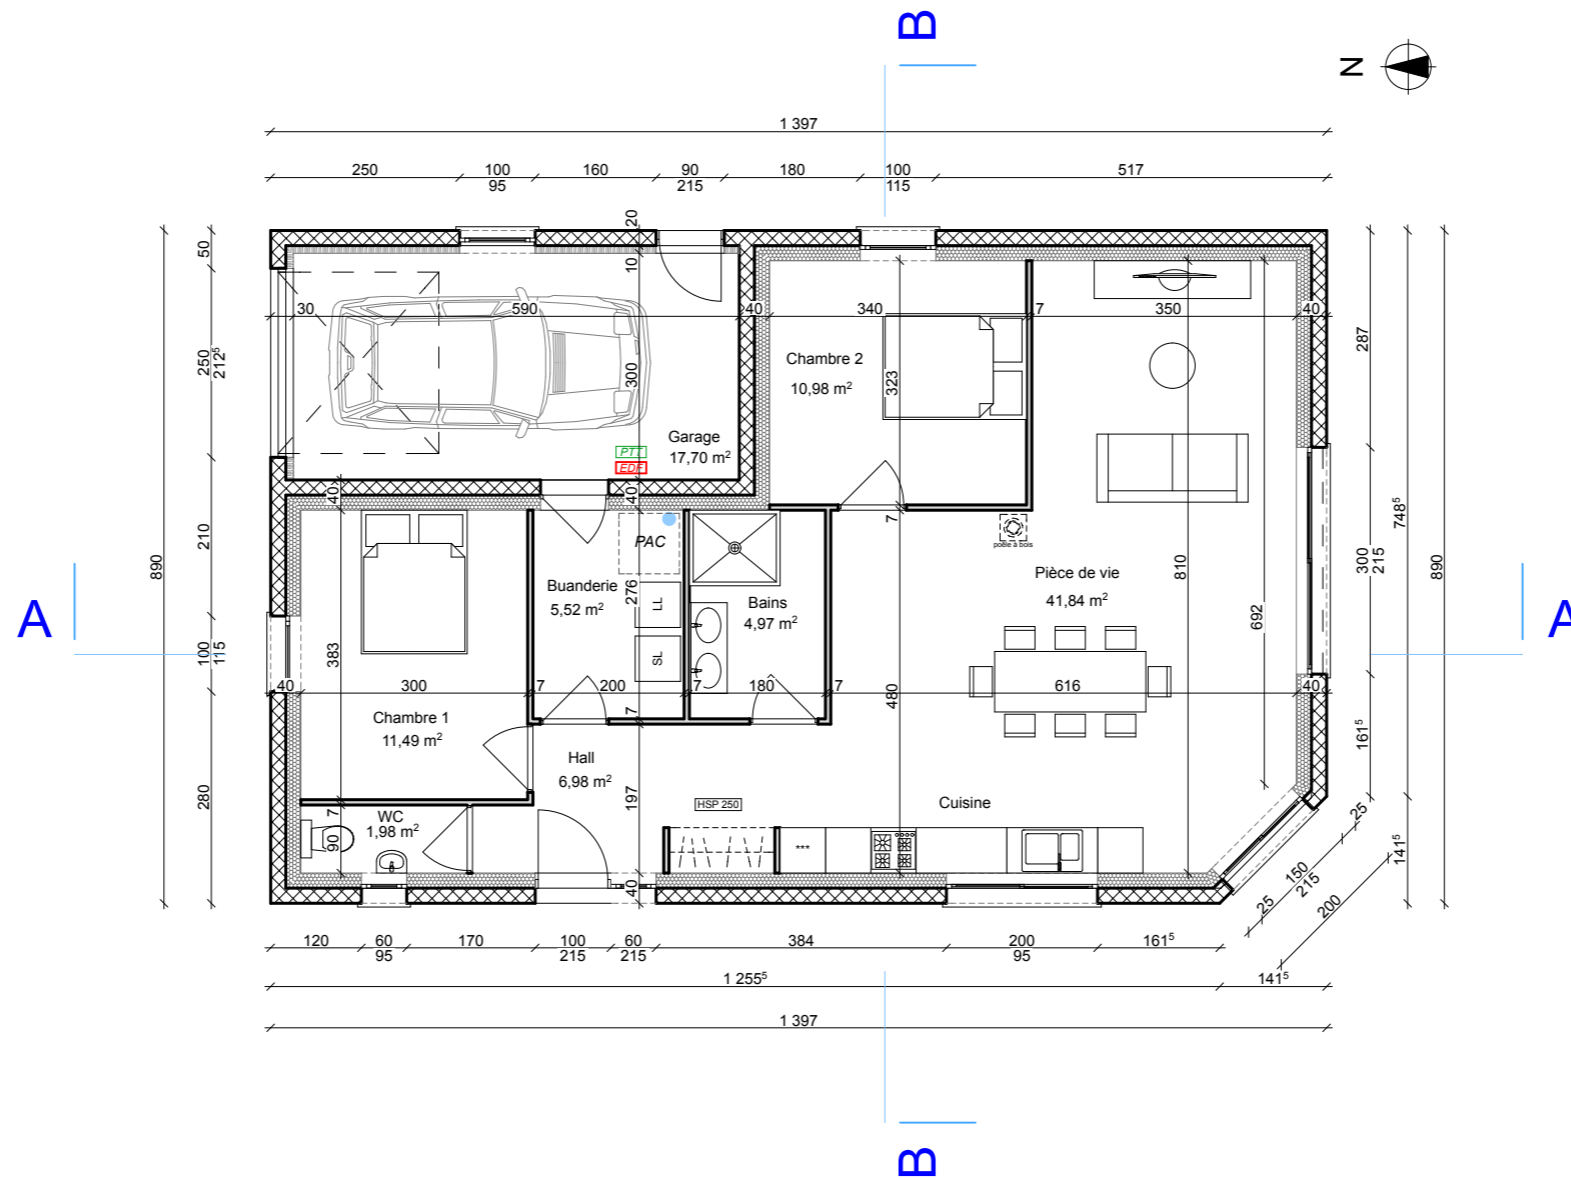 B
N
1 397
250
100
95
160
90
215
180
100
115
517
20
10
50
30
590
40
340
7
350
40
287
250
212⁵
300
Chambre 2
10,98 m²
323
Garage
17,70 m²
PTT
EDF
40
40
7
748⁵
890
210
PAC
poêle à bois
Pièce de vie
41,84 m²
810
300
215
890
Buanderie
5,52 m²
276
LL
Bains
4,97 m²
692
A
A
100
115
383
SL
40
300
7
200
7
180
7
480
616
40
Chambre 1
11,49 m²
7
161⁵
Hall
6,98 m²
280
197
HSP 250
Cuisine
7
WC
1,98 m²
90
***
40
25
150
215
25
200
141⁵
120
60
95
170
100
215
60
215
384
200
95
161⁵
1 255⁵
141⁵
1 397
B